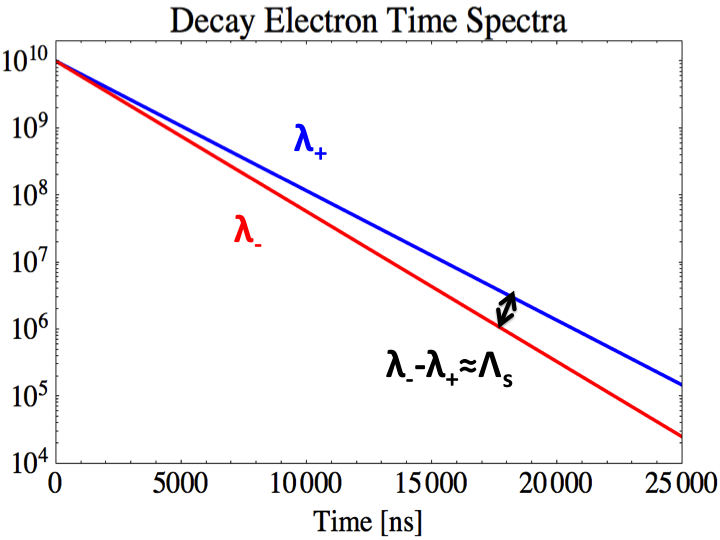 Decay Electron Time Spectra
10¹⁰
10⁹
10⁸
10⁷
10⁶
10⁵
10⁴
λ₊
λ₋
λ₋-λ₊≈Λₛ
0 5000 10000 15000 20000 25000
Time [ns]